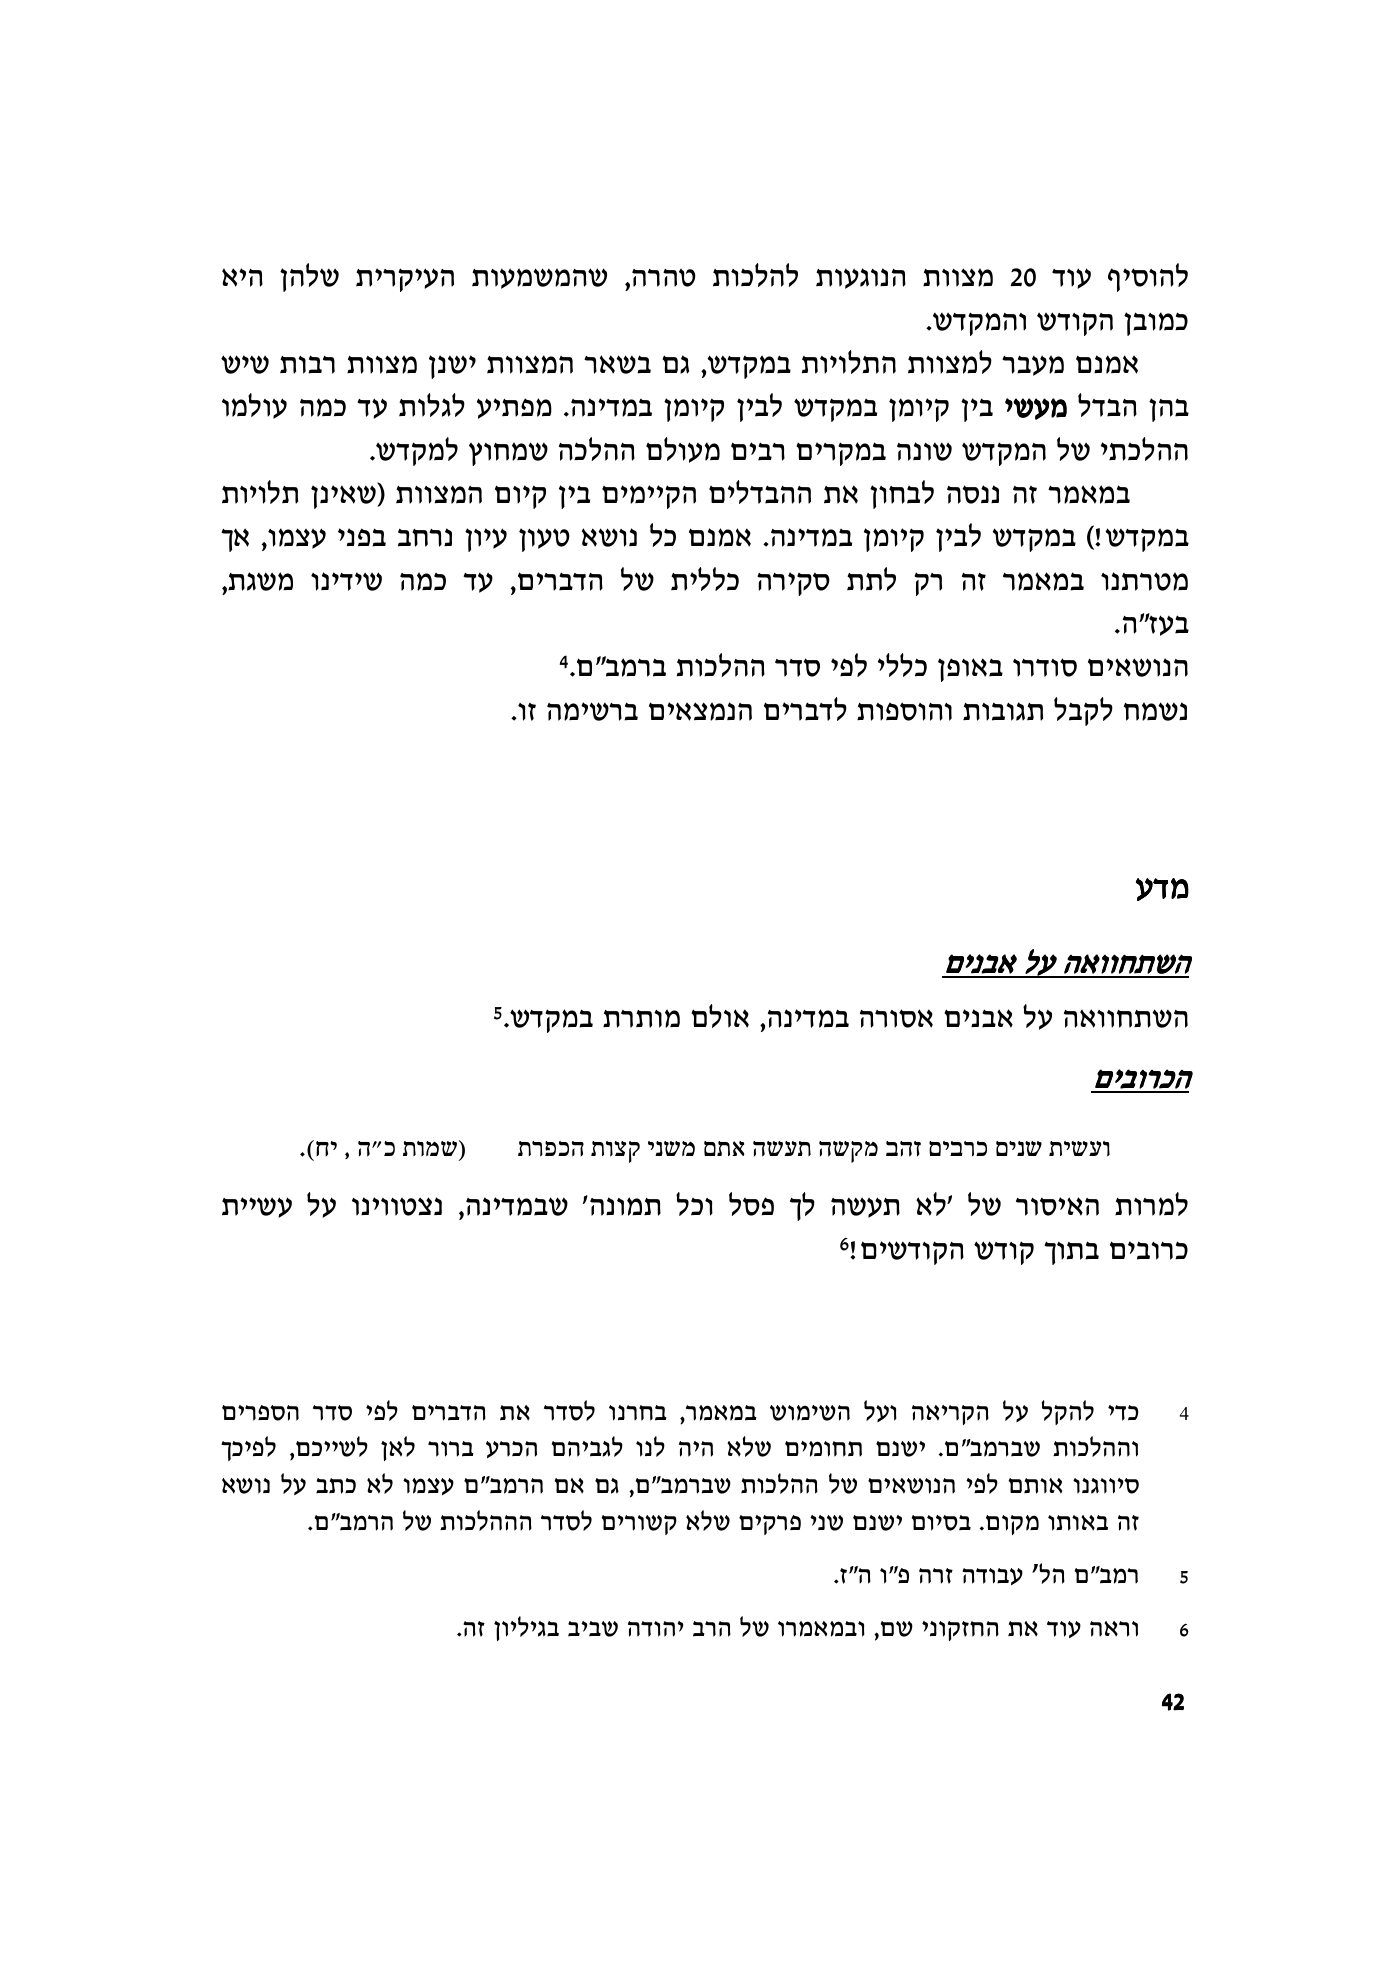 להוסיף עוד 20 מצוות הנוגעות להלכות טהרה, שהמשמעות העיקרית שלהן היא
כמובן הקודש והמקדש.
אמנם מעבר למצוות התלויות במקדש, גם בשאר המצוות ישנן מצוות רבות שיש
בהן הבדל מעשי בין קיומן במקדש לבין קיומן במדינה. מפתיע לגלות עד כמה עולמו
ההלכתי של המקדש שונה במקרים רבים מעולם ההלכה שמחוץ למקדש.
במאמר זה ננסה לבחון את ההבדלים הקיימים בין קיום המצוות (שאינן תלויות
במקדש!) במקדש לבין קיומן במדינה. אמנם כל נושא טעון עיון נרחב בפני עצמו, אך
מטרתנו במאמר זה רק לתת סקירה כללית של הדברים, עד כמה שידינו משגת,
בעז"ה.
הנושאים סודרו באופן כללי לפי סדר ההלכות ברמב"ם.4
נשמח לקבל תגובות והוספות לדברים הנמצאים ברשימה זו.
מדע
השתחוואה על אבנים
השתחוואה על אבנים אסורה במדינה, אולם מותרת במקדש.5
הכרובים
ועשית שנים כרבים זהב מקשה תעשה אתם משני קצות הכפרת (שמות כ"ה , יח).
למרות האיסור של 'לא תעשה לך פסל וכל תמונה' שבמדינה, נצטווינו על עשיית
כרובים בתוך קודש הקודשים!6
4 כדי להקל על הקריאה ועל השימוש במאמר, בחרנו לסדר את הדברים לפי סדר הספרים
וההלכות שברמב"ם. ישנם תחומים שלא היה לנו לגביהם הכרע ברור לאן לשייכם, לפיכך
סיווגנו אותם לפי הנושאים של ההלכות שברמב"ם, גם אם הרמב"ם עצמו לא כתב על נושא
זה באותו מקום. בסיום ישנם שני פרקים שלא קשורים לסדר הההלכות של הרמב"ם.
5 רמב"ם הל' עבודה זרה פ"ו ה"ז.
6 וראה עוד את החזקוני שם, ובמאמרו של הרב יהודה שביב בגיליון זה.
42